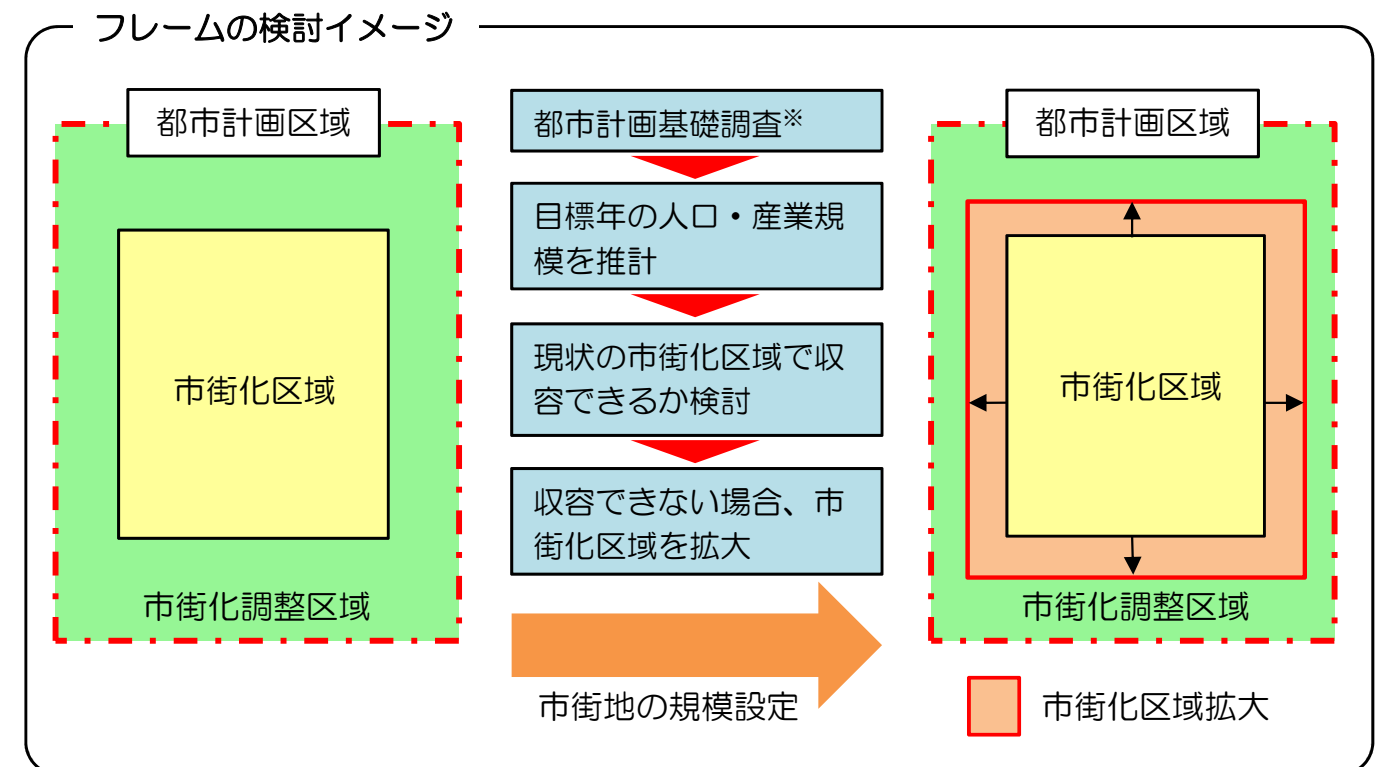 フレームの検討イメージ
都市計画区域
市街化区域
市街化調整区域
都市計画基礎調査※
目標年の人口・産業規
模を推計
現状の市街化区域で収
容できるか検討
収容できない場合、市
街化区域を拡大
市街地の規模設定
都市計画区域
市街化区域
市街化調整区域
市街化区域拡大